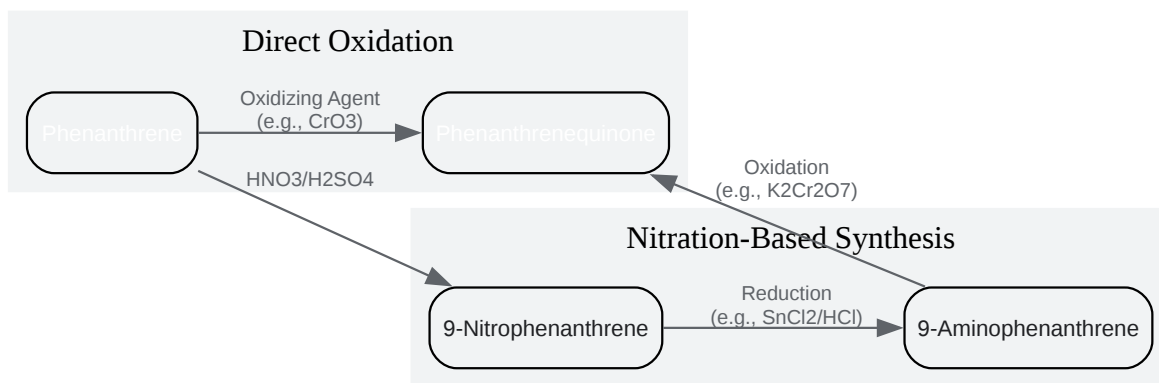 Direct Oxidation
Phenanthrene
Oxidizing Agent
(e.g., CrO3)
Phenanthrenequinone
HNO3/H2SO4
Oxidation
(e.g., K2Cr2O7)
Nitration-Based Synthesis
9-Nitrophenanthrene
Reduction
(e.g., SnCl2/HCl)
9-Aminophenanthrene